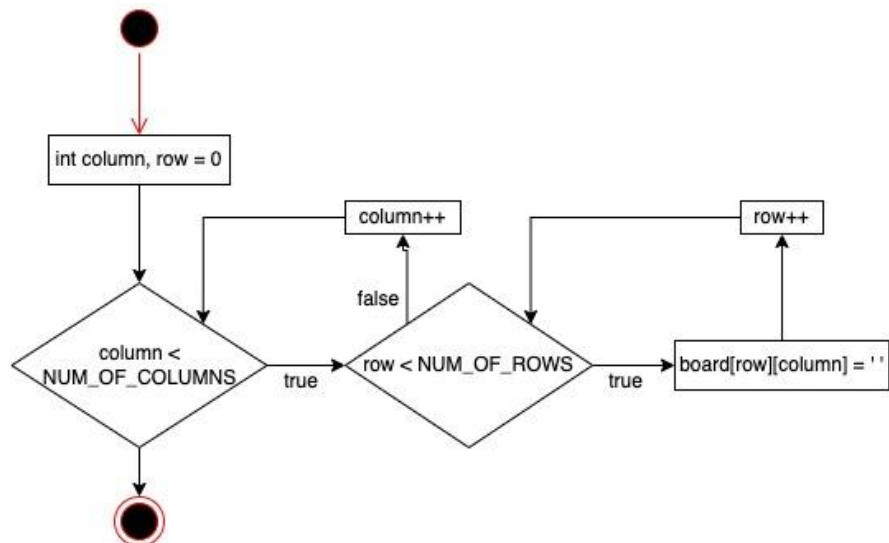 int column, row = 0
column++
row++
false
column <
NUM_OF_COLUMNS
true
row < NUM_OF_ROWS
true
board[row][column] = ' '